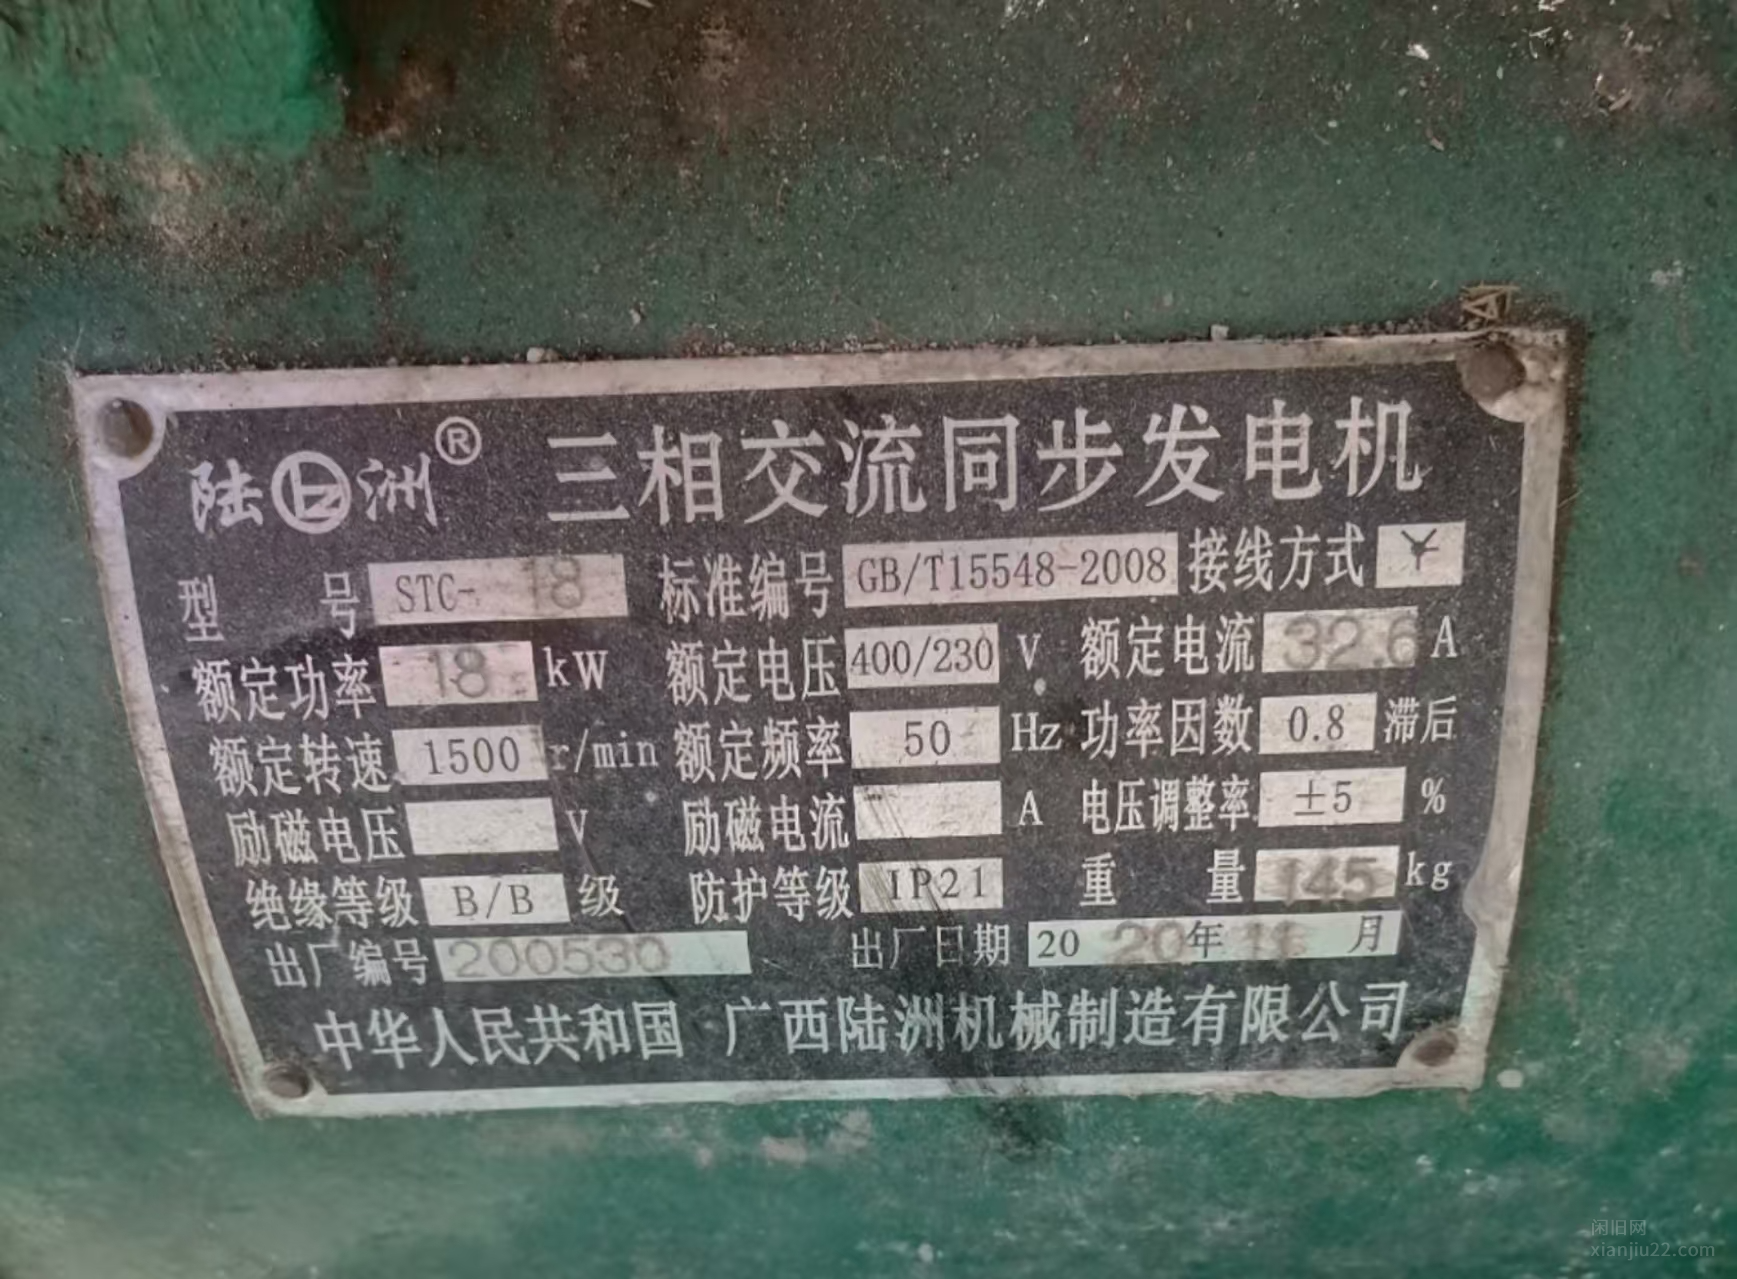 陆LZ洲® 三相交流同步发电机
型号 STC-18 标准编号 GB/T15548-2008 接线方式 Y
额定功率 18 kW 额定电压 400/230 V 额定电流 32.6 A
额定转速 1500 r/min 额定频率 50 Hz 功率因数 0.8 滞后
励磁电压 V 励磁电流 A 电压调整率 ±5 %
绝缘等级 B/B 级 防护等级 IP21 重量 145 kg
出厂编号 200530 出厂日期 20 20年 月
中华人民共和国 广西陆洲机械制造有限公司
闲旧网
xianjiu22.com